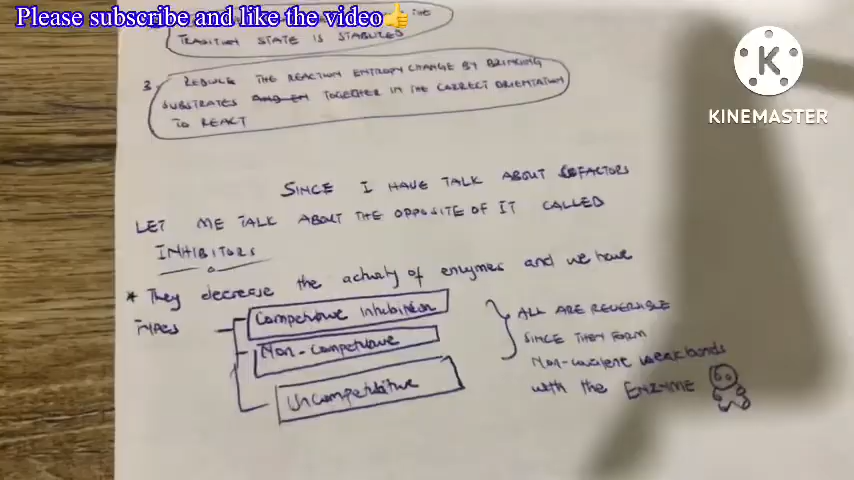 Please subscribe and like the video👍
THE
TRANSITION STATE IS STABILIZED
3. REDUCE THE REACTION ENTROPY CHANGE BY BRINGING
SUBSTRATES TOGETHER IN THE CORRECT ORIENTATION
TO REACT
KINEMASTER
SINCE I HAVE TALK ABOUT COFACTORS
LET ME TALK ABOUT THE OPPOSITE OF IT CALLED
INHIBITORS
* They decrease the activity of enzymes and we have
TYPES
Competitive inhibition
Non-competitive
Uncompetitive
ALL ARE REVERSIBLE
SINCE THEY FORM
Non-covalent weak bonds
with the ENZYME